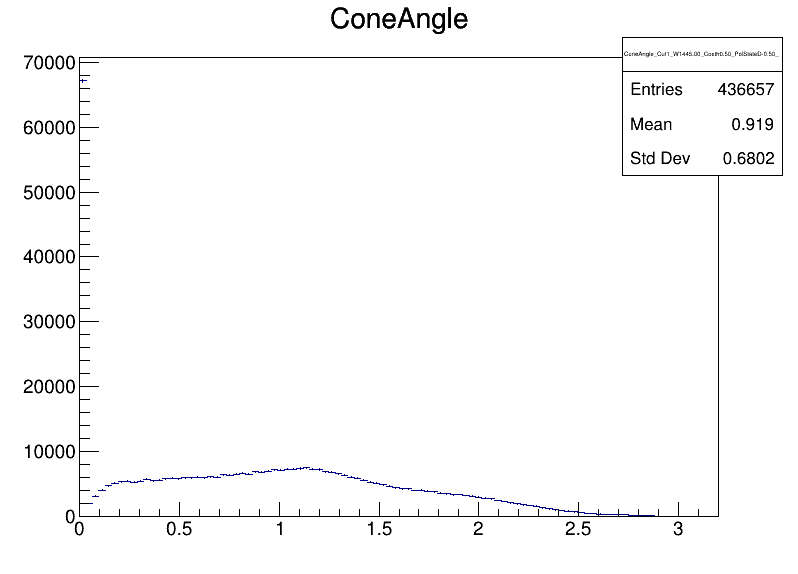 ConeAngle
ConeAngle_Cut1_W1445.00_Costh0.50_PolStateD-0.50_
Entries 436657
Mean 0.919
Std Dev 0.6802
70000
60000
50000
40000
30000
20000
10000
0
0 0.5 1 1.5 2 2.5 3